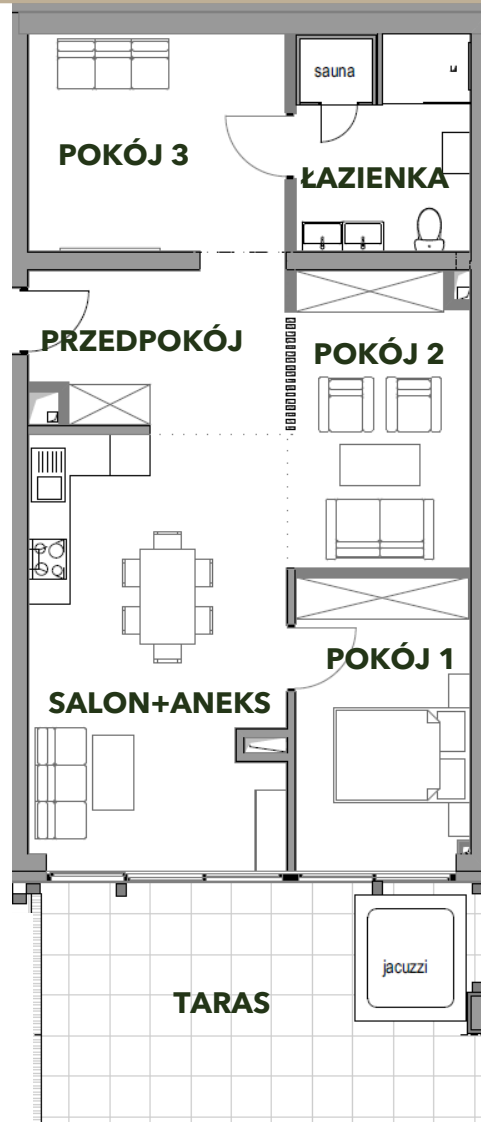 sauna
POKÓJ 3
ŁAZIENKA
PRZEDPOKÓJ
POKÓJ 2
POKÓJ 1
SALON+ANEKS
jacuzzi
TARAS